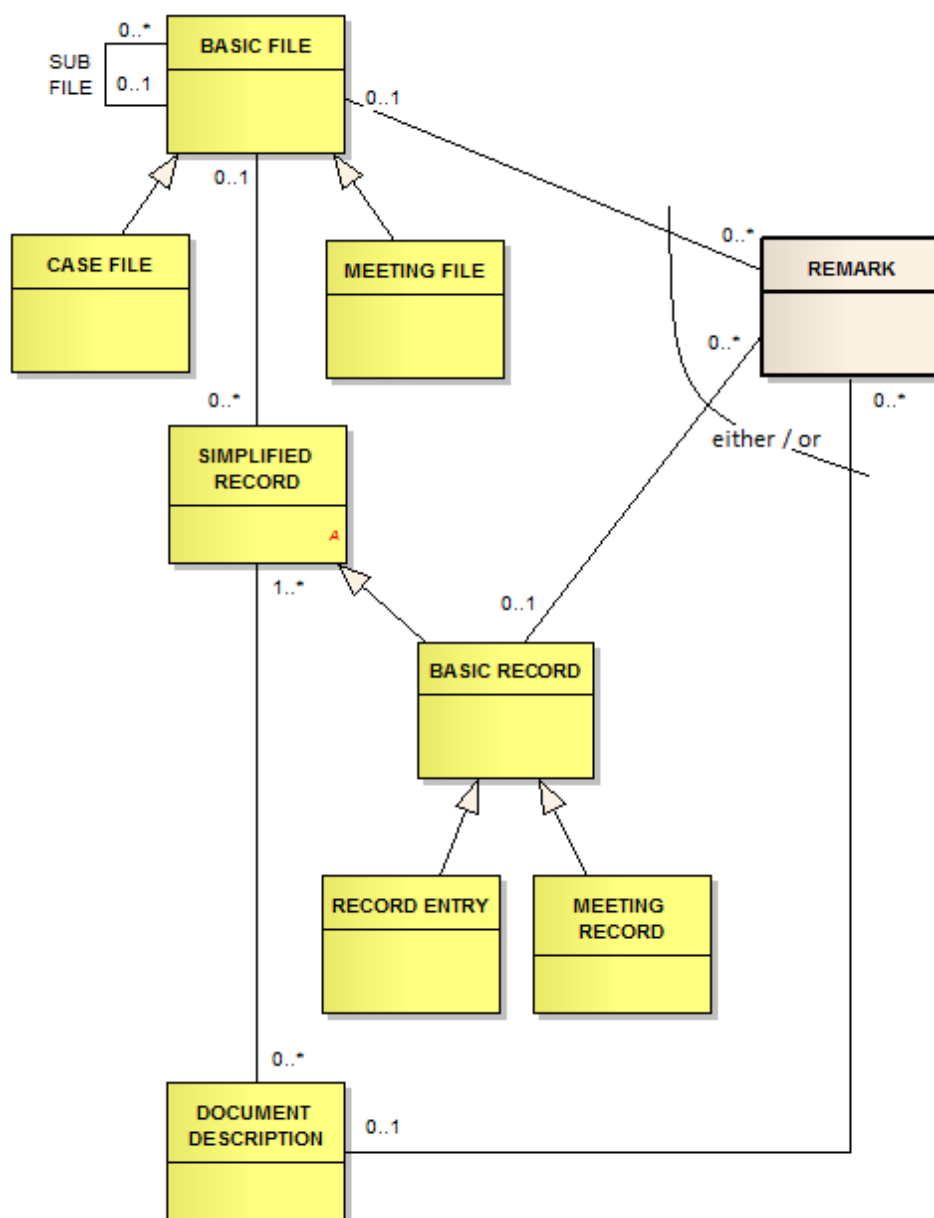 0..*
BASIC FILE
SUB
FILE
0..1
0..1
0..1
CASE FILE
MEETING FILE
0..*
REMARK
0..*
0..*
0..*
either / or
SIMPLIFIED
RECORD
A
1..*
0..1
BASIC RECORD
RECORD ENTRY
MEETING
RECORD
0..*
DOCUMENT
DESCRIPTION
0..1